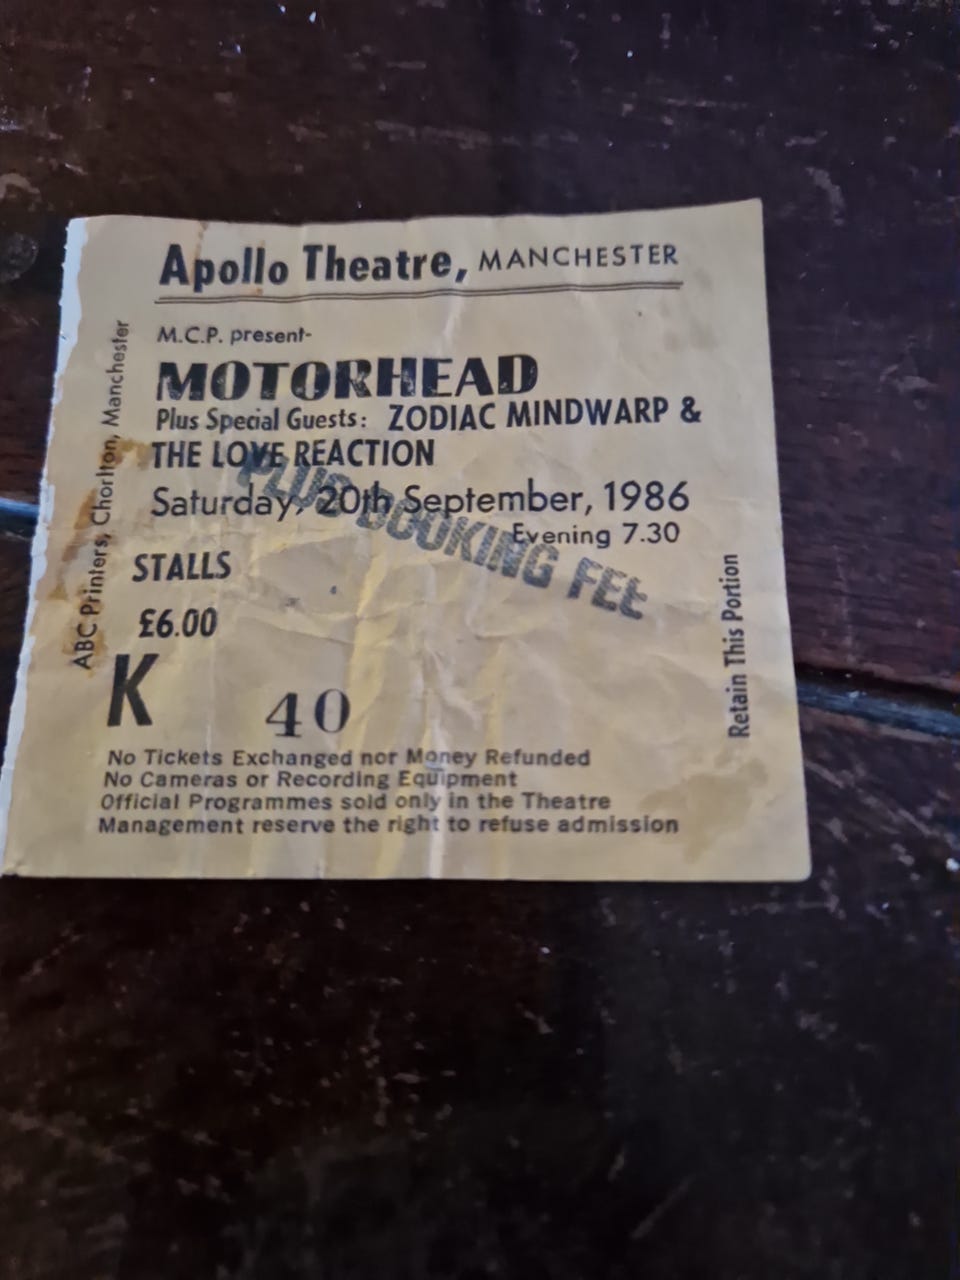 Apollo Theatre, MANCHESTER
M.C.P. present-
MOTORHEAD
Plus Special Guests: ZODIAC MINDWARP &
THE LOVE REACTION
Saturday, 20th September, 1986
Evening 7.30
PLUS BOOKING FEE
STALLS
£6.00
K 40
No Tickets Exchanged nor Money Refunded
No Cameras or Recording Equipment
Official Programmes sold only in the Theatre
Management reserve the right to refuse admission
ABC Printers, Chorlton, Manchester
Retain This Portion